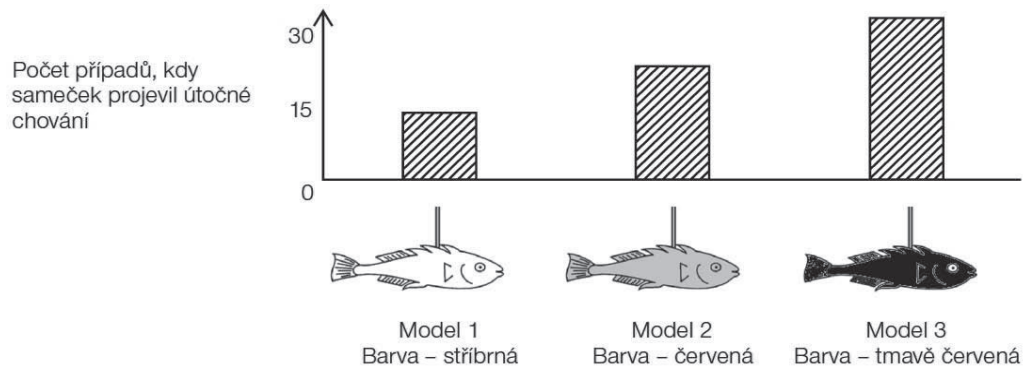 Počet případů, kdy
sameček projevil útočné
chování
30
15
0
Model 1
Barva – stříbrná
Model 2
Barva – červená
Model 3
Barva – tmavě červená